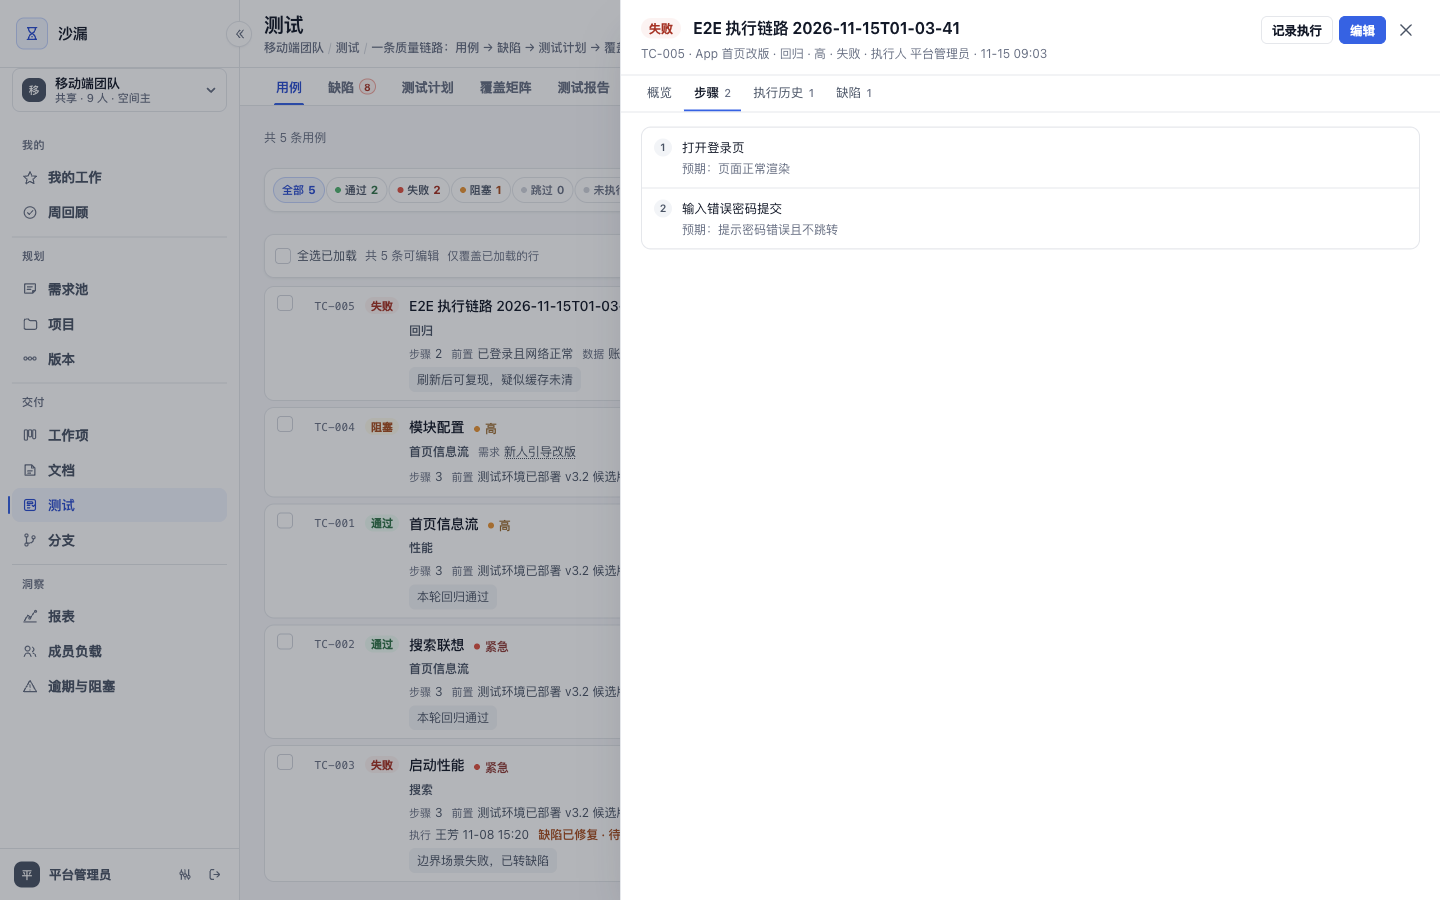 沙漏
移
移动端团队
共享 · 9 人 · 空间主
我的
我的工作
周回顾
规划
需求池
项目
版本
交付
工作项
文档
测试
分支
洞察
报表
成员负载
逾期与阻塞
平
平台管理员
测试
移动端团队 / 测试 / 一条质量链路：用例 → 缺陷 → 测试计划 → 覆
用例
缺陷 8
测试计划
覆盖矩阵
测试报告
共 5 条用例
全部 5
通过 2
失败 2
阻塞 1
跳过 0
未执
全选已加载 共 5 条可编辑 仅覆盖已加载的行
TC-005 失败 E2E 执行链路 2026-11-15T01-03-
回归
步骤 2 前置 已登录且网络正常 数据 账
刷新后可复现，疑似缓存未清
TC-004 阻塞 模块配置 高
首页信息流 需求 新人引导改版
步骤 3 前置 测试环境已部署 v3.2 候选
TC-001 通过 首页信息流 高
性能
步骤 3 前置 测试环境已部署 v3.2 候选
本轮回归通过
TC-002 通过 搜索联想 紧急
首页信息流
步骤 3 前置 测试环境已部署 v3.2 候选
本轮回归通过
TC-003 失败 启动性能 紧急
搜索
步骤 3 前置 测试环境已部署 v3.2 候选
执行 王芳 11-08 15:20 缺陷已修复 · 待
边界场景失败，已转缺陷
失败 E2E 执行链路 2026-11-15T01-03-41
TC-005 · App 首页改版 · 回归 · 高 · 失败 · 执行人 平台管理员 · 11-15 09:03
记录执行
编辑
概览
步骤 2
执行历史 1
缺陷 1
1 打开登录页
预期：页面正常渲染
2 输入错误密码提交
预期：提示密码错误且不跳转